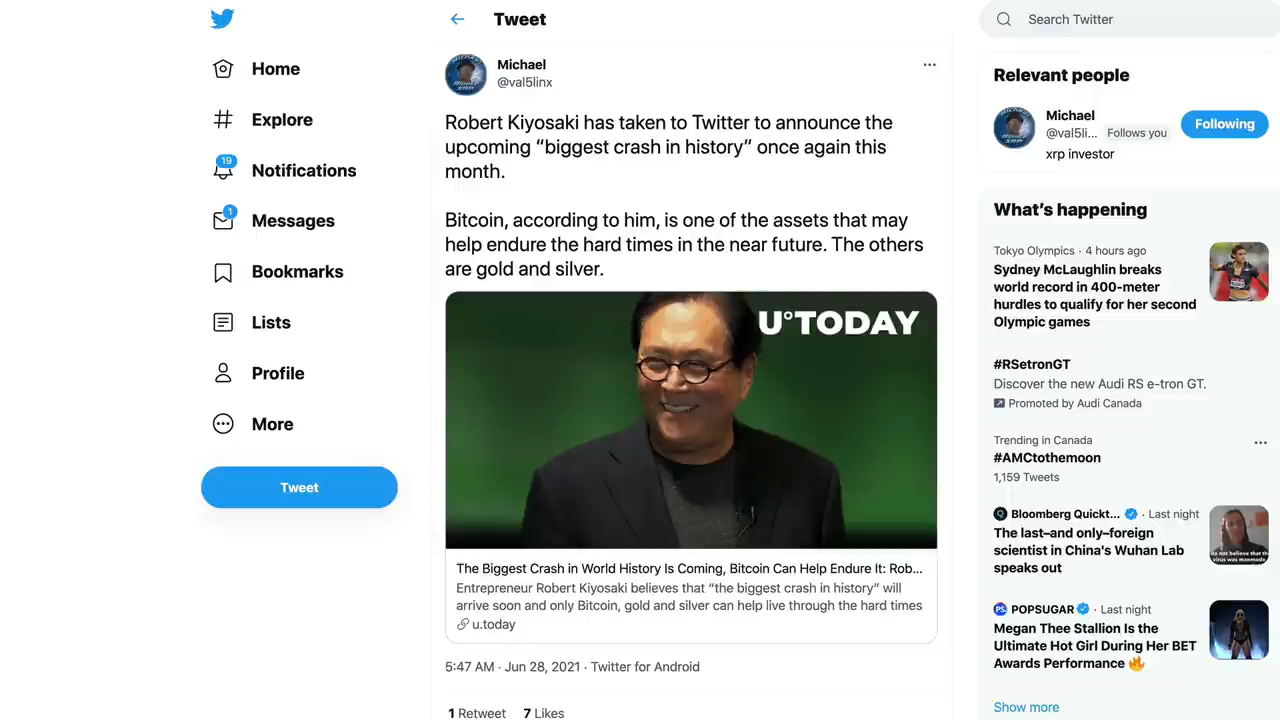 Home
Explore
19
Notifications
1
Messages
Bookmarks
Lists
Profile
More
Tweet
Tweet
Michael
@val5linx
Robert Kiyosaki has taken to Twitter to announce the
upcoming “biggest crash in history” once again this
month.
Bitcoin, according to him, is one of the assets that may
help endure the hard times in the near future. The others
are gold and silver.
U°TODAY
The Biggest Crash in World History Is Coming, Bitcoin Can Help Endure It: Rob...
Entrepreneur Robert Kiyosaki believes that “the biggest crash in history” will
arrive soon and only Bitcoin, gold and silver can help live through the hard times
u.today
5:47 AM · Jun 28, 2021 · Twitter for Android
1 Retweet 7 Likes
Search Twitter
Relevant people
Michael
@val5li... Follows you
Following
xrp investor
What’s happening
Tokyo Olympics · 4 hours ago
Sydney McLaughlin breaks
world record in 400-meter
hurdles to qualify for her second
Olympic games
#RSetronGT
Discover the new Audi RS e-tron GT.
Promoted by Audi Canada
Trending in Canada
#AMCtothemoon
1,159 Tweets
Bloomberg Quickt... · Last night
The last–and only–foreign
scientist in China's Wuhan Lab
speaks out
POPSUGAR · Last night
Megan Thee Stallion Is the
Ultimate Hot Girl During Her BET
Awards Performance 🔥
Show more